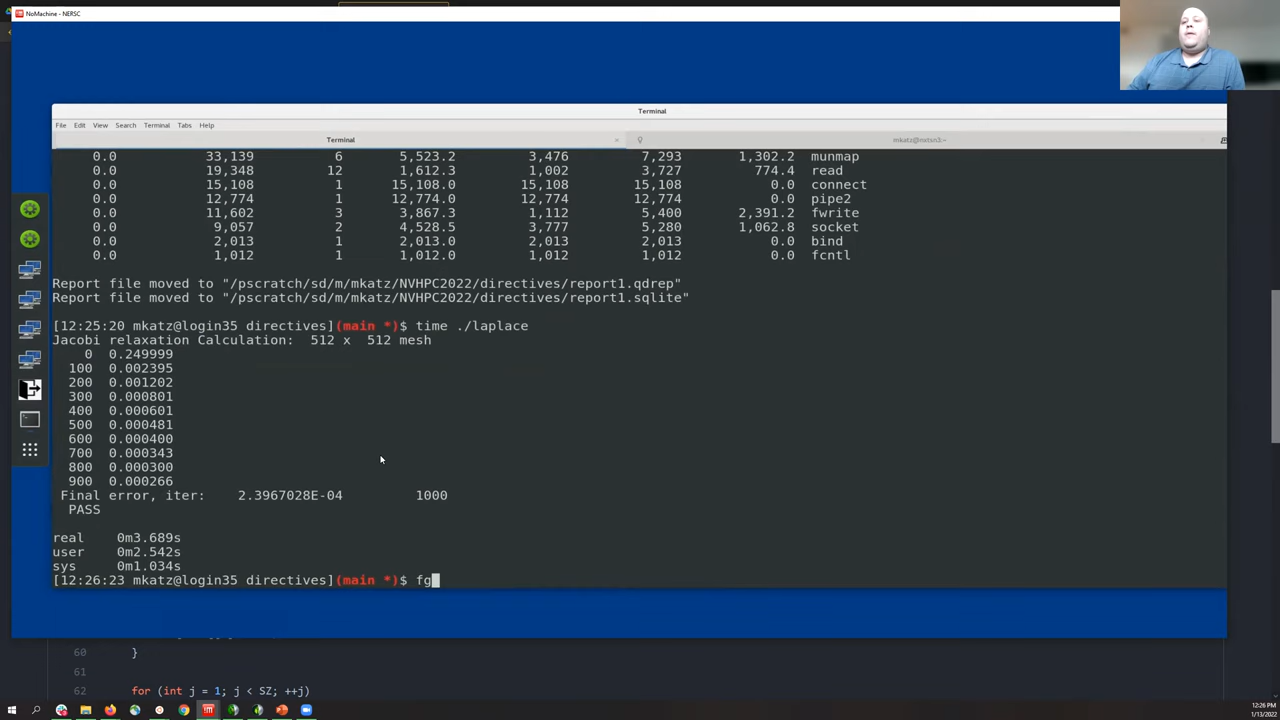 NoMachine - NERSC
Terminal
File Edit View Search Terminal Tabs Help
Terminal × mkatz@nxtsn3:~
0.0 33,139 6 5,523.2 3,476 7,293 1,302.2 munmap
0.0 19,348 12 1,612.3 1,002 3,727 774.4 read
0.0 15,108 1 15,108.0 15,108 15,108 0.0 connect
0.0 12,774 1 12,774.0 12,774 12,774 0.0 pipe2
0.0 11,602 3 3,867.3 1,112 5,400 2,391.2 fwrite
0.0 9,057 2 4,528.5 3,777 5,280 1,062.8 socket
0.0 2,013 1 2,013.0 2,013 2,013 0.0 bind
0.0 1,012 1 1,012.0 1,012 1,012 0.0 fcntl
Report file moved to "/pscratch/sd/m/mkatz/NVHPC2022/directives/report1.qdrep"
Report file moved to "/pscratch/sd/m/mkatz/NVHPC2022/directives/report1.sqlite"
[12:25:20 mkatz@login35 directives](main *)$ time ./laplace
Jacobi relaxation Calculation: 512 x 512 mesh
0 0.249999
100 0.002395
200 0.001202
300 0.000801
400 0.000601
500 0.000481
600 0.000400
700 0.000343
800 0.000300
900 0.000266
Final error, iter: 2.3967028E-04 1000
PASS
real 0m3.689s
user 0m2.542s
sys 0m1.034s
[12:26:23 mkatz@login35 directives](main *)$ fg
60 }
61
62 for (int j = 1; j < SZ; ++j)
12:26 PM
1/13/2022